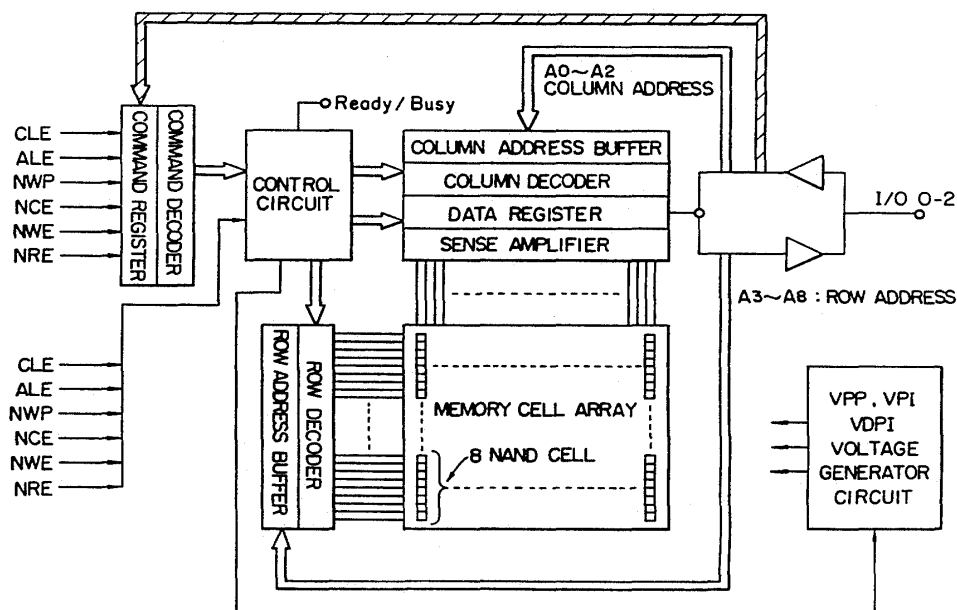 A0~A2
COLUMN ADDRESS
Ready / Busy
CLE
ALE
NWP
NCE
NWE
NRE
COMMAND REGISTER
COMMAND DECODER
CONTROL
CIRCUIT
COLUMN ADDRESS BUFFER
COLUMN DECODER
DATA REGISTER
SENSE AMPLIFIER
I/O 0-2
A3~A8 : ROW ADDRESS
CLE
ALE
NWP
NCE
NWE
NRE
ROW ADDRESS BUFFER
ROW DECODER
MEMORY CELL ARRAY
8 NAND CELL
VPP, VPI
VDPI
VOLTAGE
GENERATOR
CIRCUIT